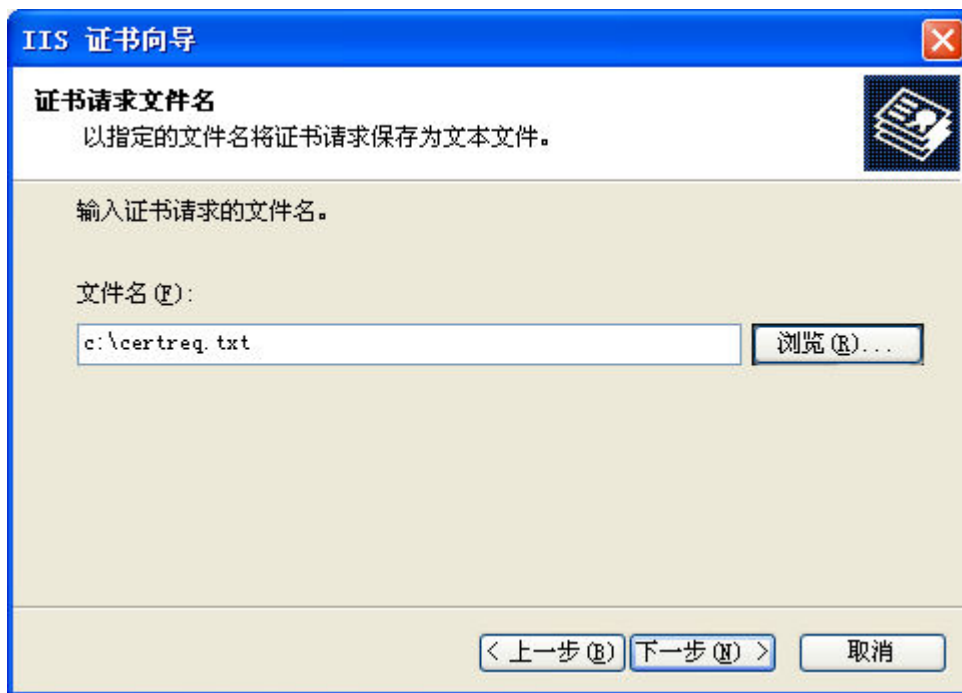 IIS 证书向导
证书请求文件名
以指定的文件名将证书请求保存为文本文件。
输入证书请求的文件名。
文件名(F):
c:\certreq.txt
浏览(R)...
< 上一步(B) 下一步(N) > 取消